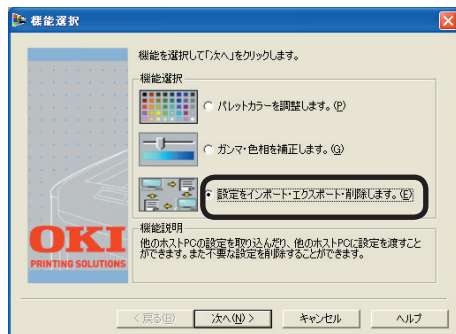 機能選択
機能を選択して「次へ」をクリックします。
機能選択
パレットカラーを調整します。(P)
ガンマ・色相を補正します。(G)
設定をインポート・エクスポート・削除します。(E)
機能説明
他のホストPCの設定を取り込んだり、他のホストPCに設定を渡すこと
ができます。また不要な設定を削除することができます。
OKI
PRINTING SOLUTIONS
< 戻る(B)
次へ(N) >
キャンセル
ヘルプ